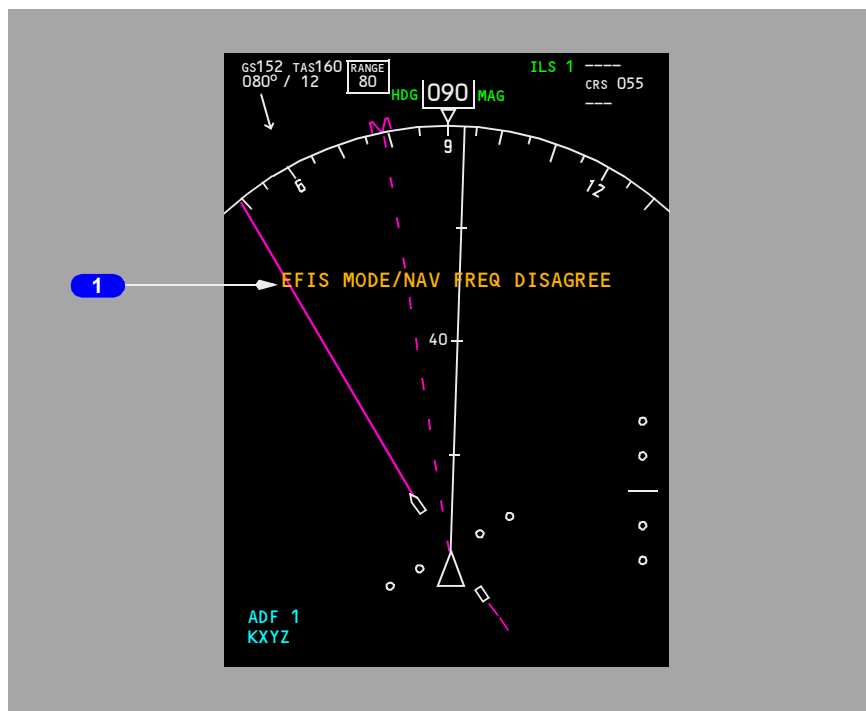 GS152 TAS160 RANGE
080° / 12 80
ILS 1 ----
CRS 055
---
HDG 090 MAG
6
9
12
1
EFIS MODE/NAV FREQ DISAGREE
40
ADF 1
KXYZ